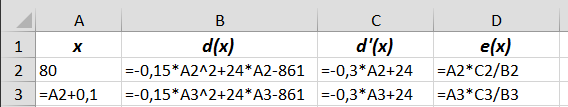 A B C D
1 x d(x) d'(x) e(x)
2 80 =-0,15*A2^2+24*A2-861 =-0,3*A2+24 =A2*C2/B2
3 =A2+0,1 =-0,15*A3^2+24*A3-861 =-0,3*A3+24 =A3*C3/B3